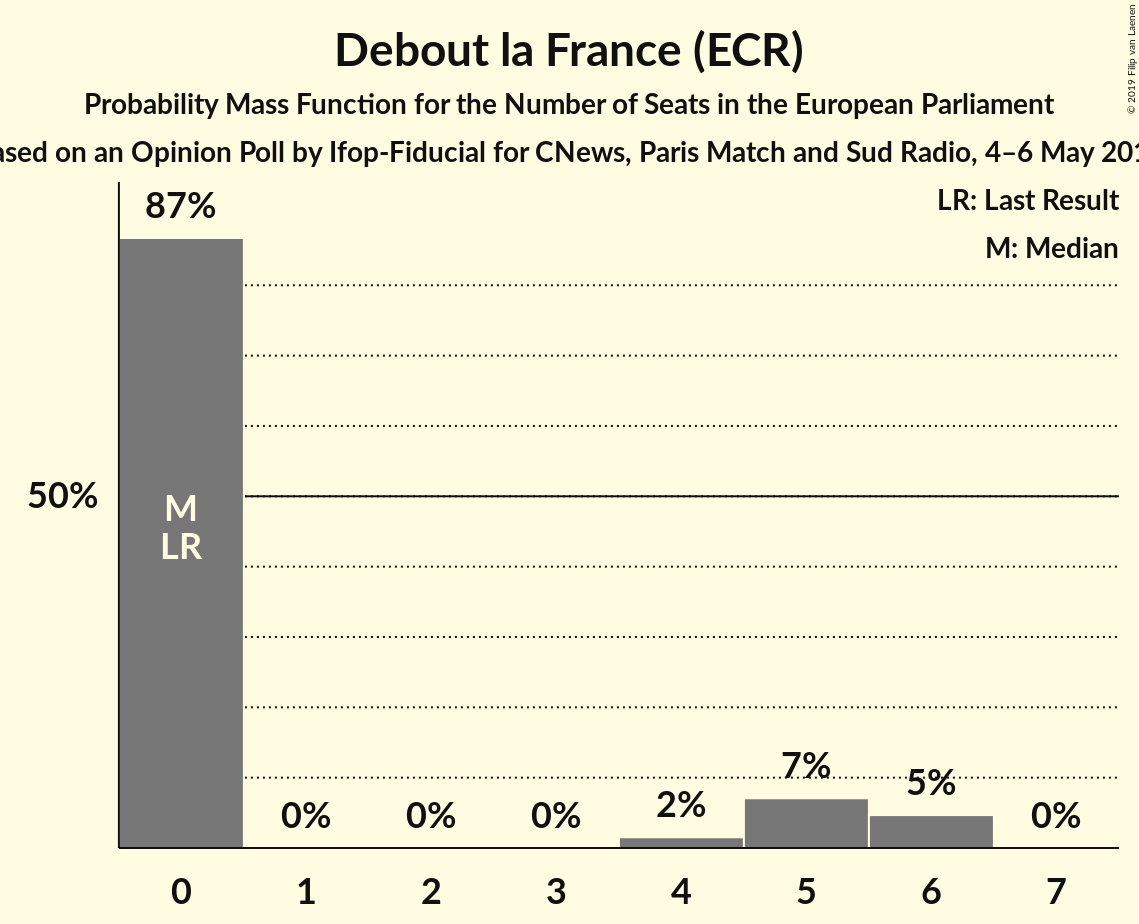 Debout la France (ECR)
Probability Mass Function for the Number of Seats in the European Parliament
on an Opinion Poll by Ifop-Fiducial for CNews, Paris Match and Sud Radio, 4–6 May
© 2019 Filip van Laenen
LR: Last Result
M: Median
87%
50%
M
LR
0%
0%
0%
2%
7%
5%
0%
0
1
2
3
4
5
6
7